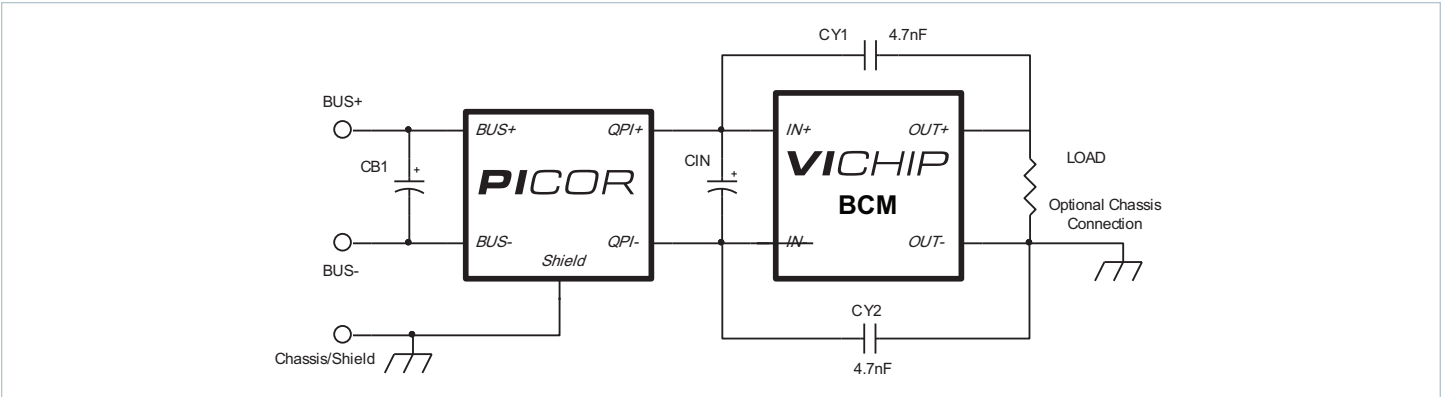 CY1 4.7nF
BUS+
BUS+ QPI+
IN+ OUT+
CB1 +
PICOR
CIN +
VICHIP
BCM
LOAD
Optional Chassis
Connection
BUS- QPI-
IN- OUT-
Shield
BUS-
CY2
4.7nF
Chassis/Shield